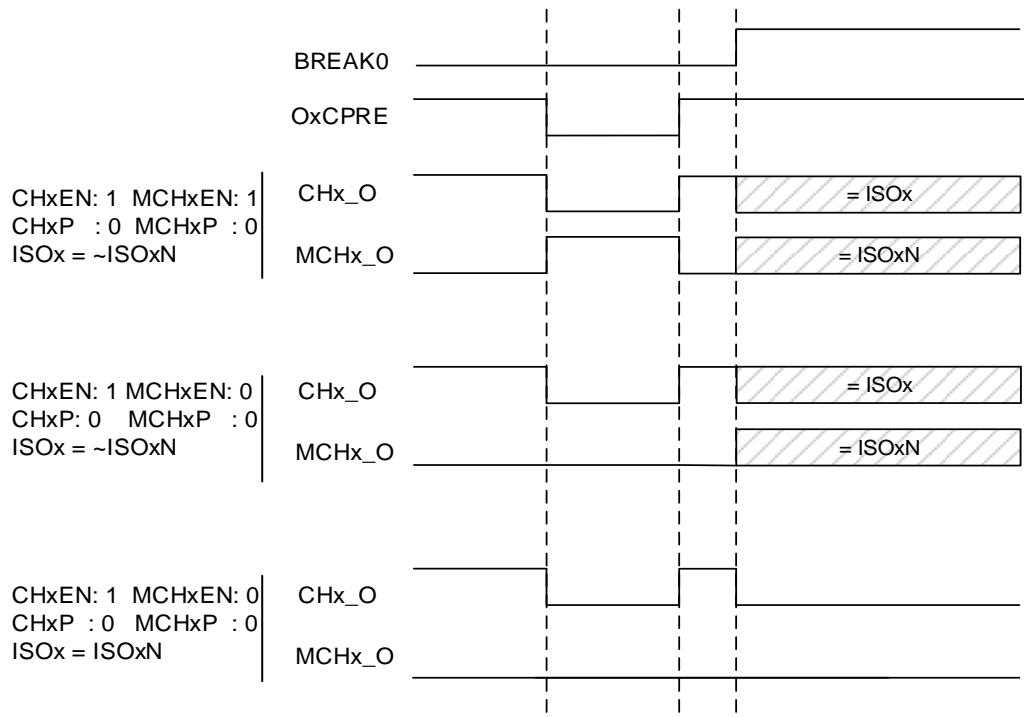 BREAK0
OxCPRE
CHxEN: 1 MCHxEN: 1
CHxP : 0 MCHxP : 0
ISOx = ~ISOxN
CHx_O
= ISOx
MCHx_O
= ISOxN
CHxEN: 1 MCHxEN: 0
CHxP: 0 MCHxP : 0
ISOx = ~ISOxN
CHx_O
= ISOx
MCHx_O
= ISOxN
CHxEN: 1 MCHxEN: 0
CHxP : 0 MCHxP : 0
ISOx = ISOxN
CHx_O
MCHx_O